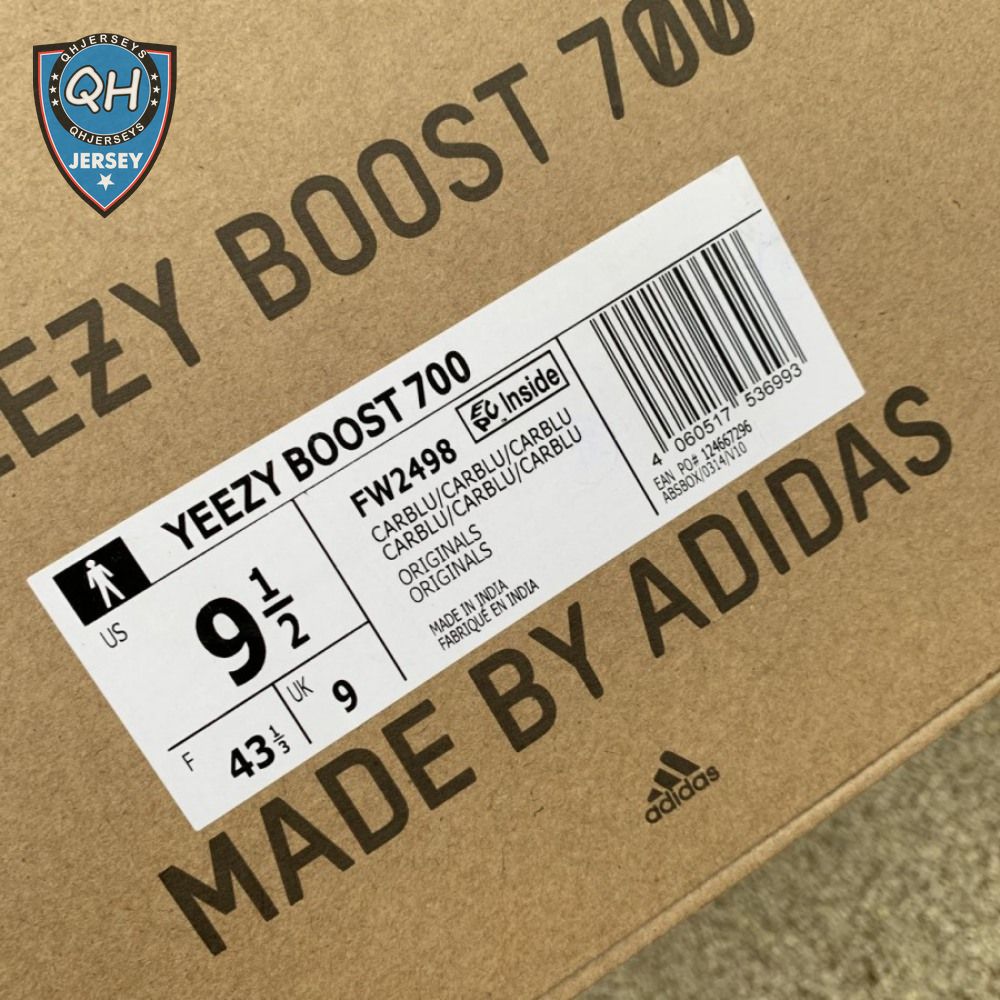 QHJERSEYS
QH
QHJERSEYS
JERSEY
EEZY BOOST 700
YEEZY BOOST 700
US
9 1/2
F
43 1/3
UK
9
FW2498
Inside
CARBLU/CARBLU/CARBLU
CARBLU/CARBLU/CARBLU
ORIGINALS
ORIGINALS
MADE IN INDIA
FABRIQUÉ EN INDIA
4 060517 536993
EAN PO# 124667296
ABSBOX/0314/V10
MADE BY ADIDAS
adidas